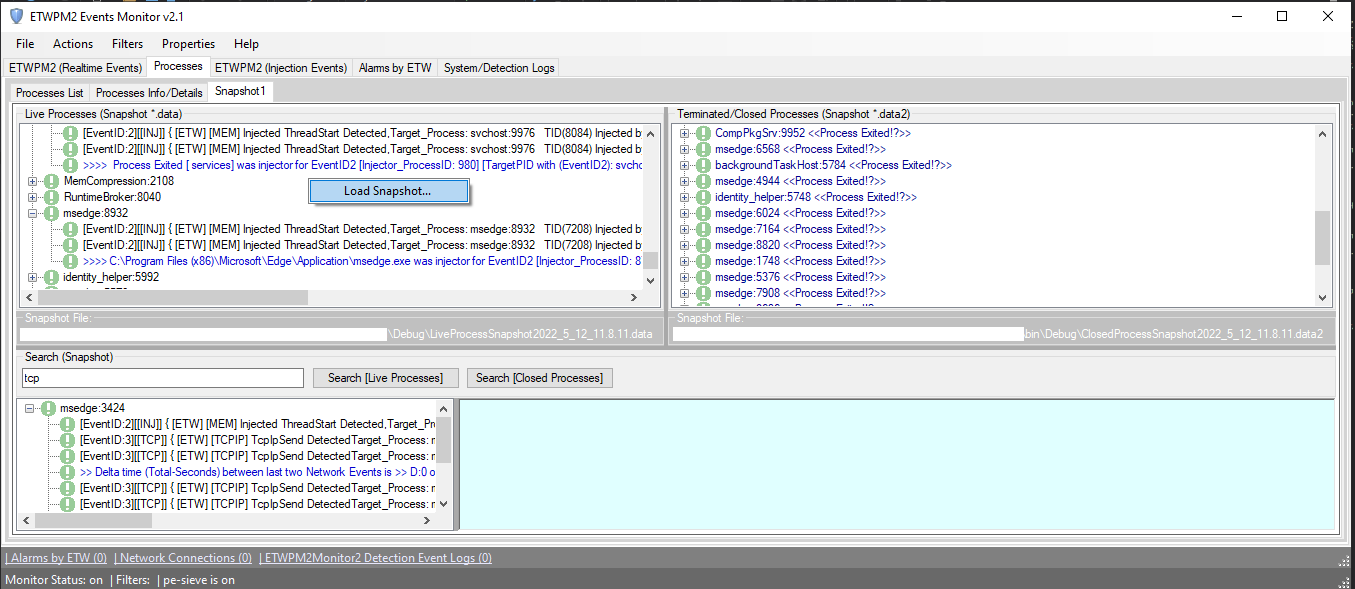 ETWPM2 Events Monitor v2.1
File Actions Filters Properties Help
ETWPM2 (Realtime Events) Processes ETWPM2 (Injection Events) Alarms by ETW System/Detection Logs
Processes List Processes Info/Details Snapshot1
Live Processes (Snapshot *.data)
[EventID:2][[INJ]] { [ETW] [MEM] Injected ThreadStart Detected,Target_Process: svchost:9976 TID(8084) Injected by
[EventID:2][[INJ]] { [ETW] [MEM] Injected ThreadStart Detected,Target_Process: svchost:9976 TID(8084) Injected by
>>>> Process Exited [ services] was injector for EventID2 [Injector_ProcessID: 980] [TargetPID with (EventID2): svcho
MemCompression:2108
RuntimeBroker:8040
Load Snapshot...
msedge:8932
[EventID:2][[INJ]] { [ETW] [MEM] Injected ThreadStart Detected,Target_Process: msedge:8932 TID(7208) Injected b
[EventID:2][[INJ]] { [ETW] [MEM] Injected ThreadStart Detected,Target_Process: msedge:8932 TID(7208) Injected b
>>>> C:\Program Files (x86)\Microsoft\Edge\Application\msedge.exe was injector for EventID2 [Injector_ProcessID: 8
identity_helper:5992
Snapshot File:
\Debug\LiveProcessSnapshot2022_5_12_11.8.11.data
Terminated/Closed Processes (Snapshot *.data2)
CompPkgSrv:9952 <<Process Exited!?>>
msedge:6568 <<Process Exited!?>>
backgroundTaskHost:5784 <<Process Exited!?>>
msedge:4944 <<Process Exited!?>>
identity_helper:5748 <<Process Exited!?>>
msedge:6024 <<Process Exited!?>>
msedge:7164 <<Process Exited!?>>
msedge:8820 <<Process Exited!?>>
msedge:1748 <<Process Exited!?>>
msedge:5376 <<Process Exited!?>>
msedge:7908 <<Process Exited!?>>
Snapshot File:
bin\Debug\ClosedProcessSnapshot2022_5_12_11.8.11.data2
Search (Snapshot)
tcp Search [Live Processes] Search [Closed Processes]
msedge:3424
[EventID:2][[INJ]] { [ETW] [MEM] Injected ThreadStart Detected,Target_Pr
[EventID:3][[TCP]] { [ETW] [TCPIP] TcpIpSend DetectedTarget_Process: m
[EventID:3][[TCP]] { [ETW] [TCPIP] TcpIpSend DetectedTarget_Process: m
>> Delta time (Total-Seconds) between last two Network Events is >> D:0 o
[EventID:3][[TCP]] { [ETW] [TCPIP] TcpIpSend DetectedTarget_Process: m
[EventID:3][[TCP]] { [ETW] [TCPIP] TcpIpSend DetectedTarget_Process: m
| Alarms by ETW (0) | Network Connections (0) | ETWPM2Monitor2 Detection Event Logs (0)
Monitor Status: on | Filters: | pe-sieve is on